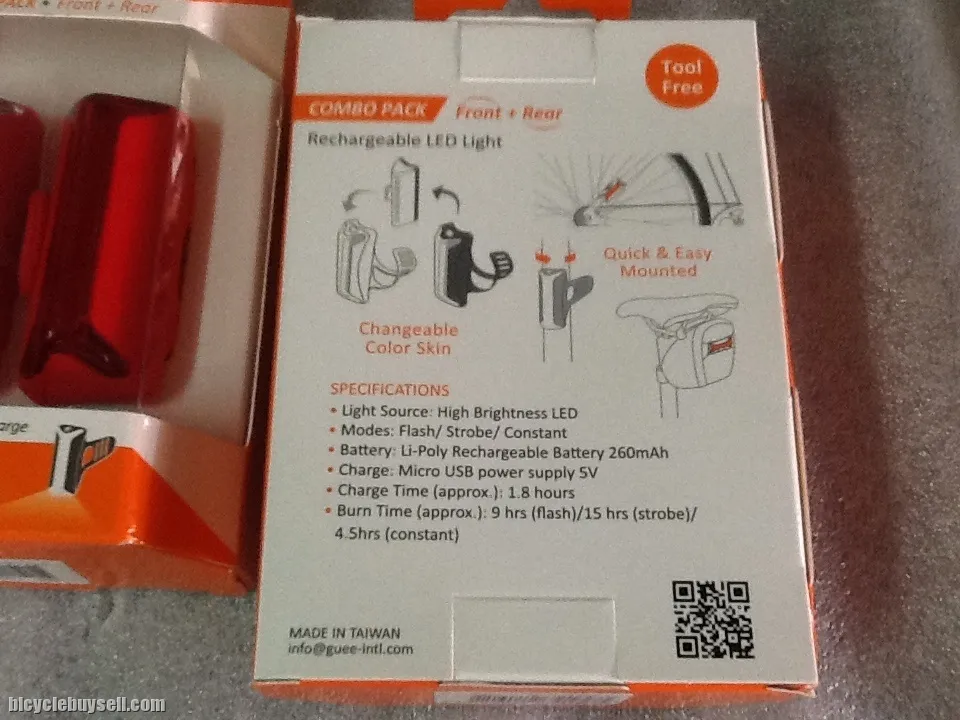 PACK • Front + Rear
Tool
Free
COMBO PACK Front + Rear
Rechargeable LED Light
Quick & Easy
Mounted
Changeable
Color Skin
SPECIFICATIONS
• Light Source: High Brightness LED
• Modes: Flash/ Strobe/ Constant
• Battery: Li-Poly Rechargeable Battery 260mAh
• Charge: Micro USB power supply 5V
• Charge Time (approx.): 1.8 hours
• Burn Time (approx.): 9 hrs (flash)/15 hrs (strobe)/
4.5hrs (constant)
MADE IN TAIWAN
info@guee-intl.com
bicyclebuysell.com